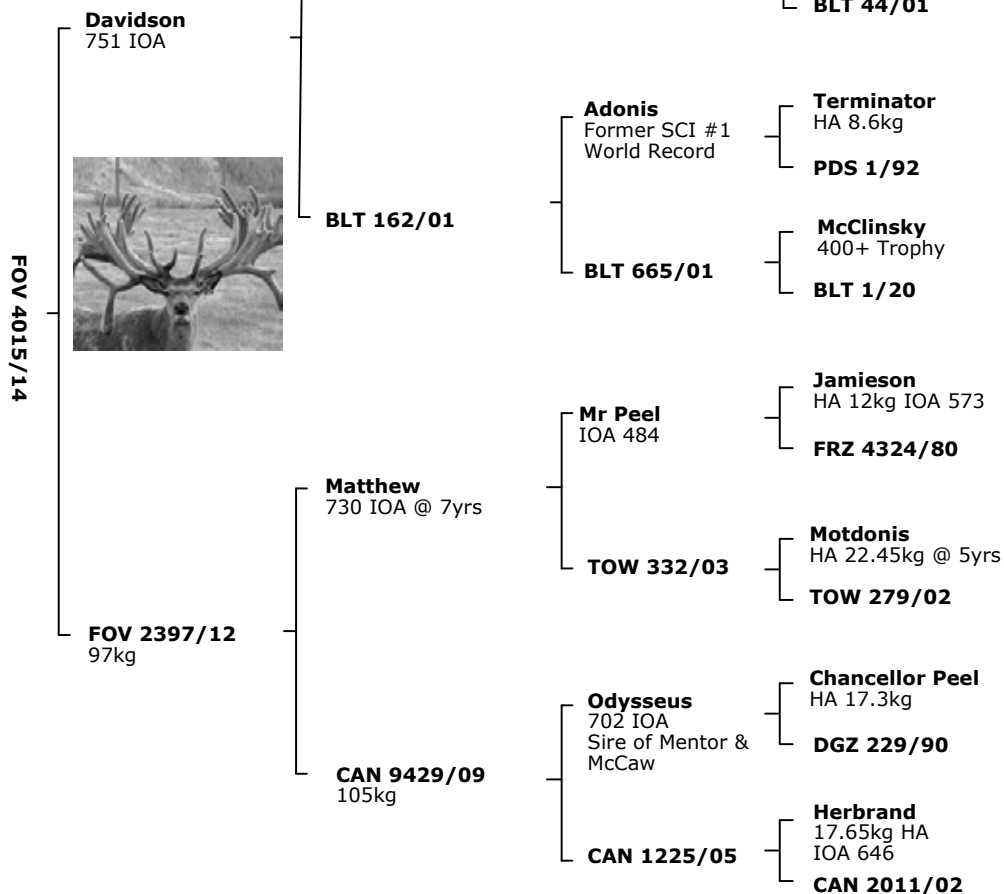 BLT 44/01
Davidson
751 IOA
Adonis
Former SCI #1
World Record
Terminator
HA 8.6kg
PDS 1/92
BLT 162/01
McClinsky
400+ Trophy
BLT 665/01
BLT 1/20
FOV 4015/14
Jamieson
HA 12kg IOA 573
Mr Peel
IOA 484
FRZ 4324/80
Matthew
730 IOA @ 7yrs
Motdonis
HA 22.45kg @ 5yrs
TOW 332/03
TOW 279/02
FOV 2397/12
97kg
Chancellor Peel
HA 17.3kg
Odysseus
702 IOA
Sire of Mentor &
McCaw
DGZ 229/90
CAN 9429/09
105kg
Herbrand
17.65kg HA
IOA 646
CAN 1225/05
CAN 2011/02